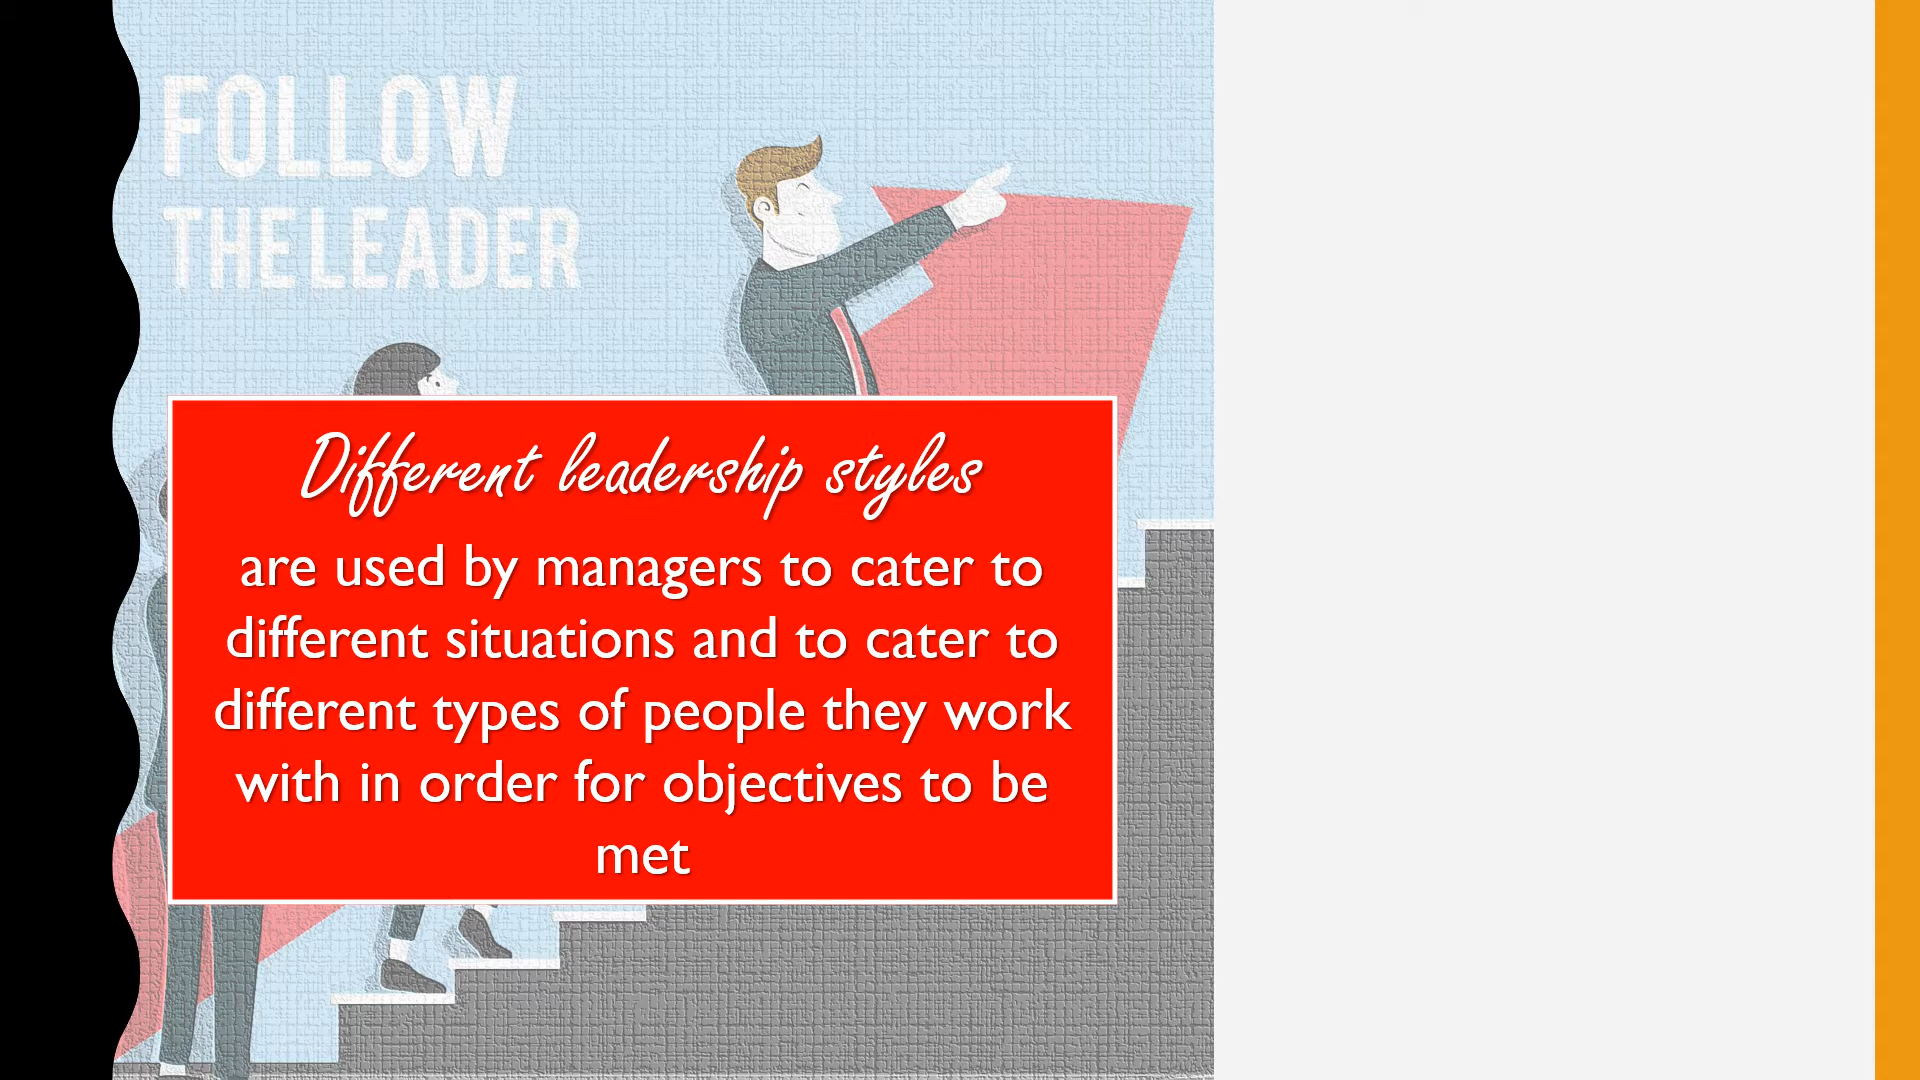 FOLLOW
THE LEADER
Different leadership styles
are used by managers to cater to
different situations and to cater to
different types of people they work
with in order for objectives to be
met